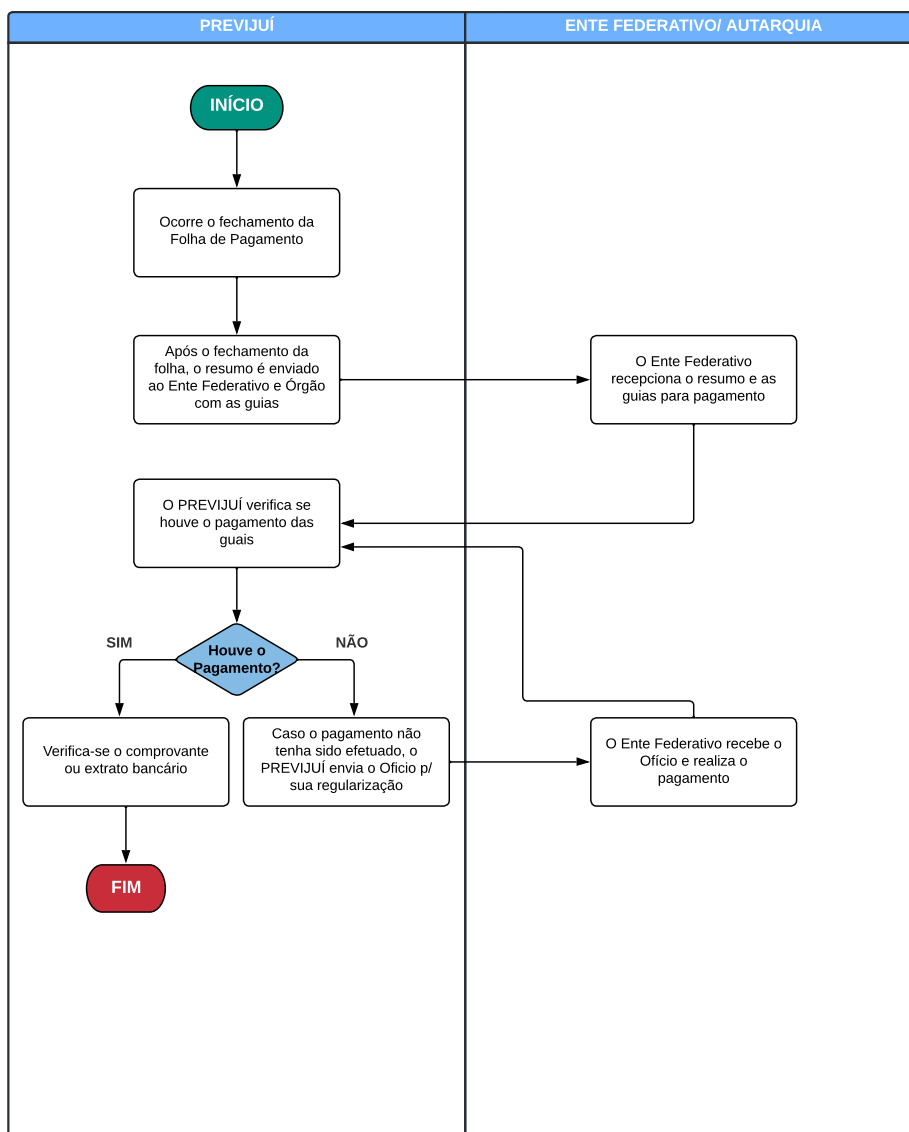 PREVIJUÍ
ENTE FEDERATIVO/ AUTARQUIA
INÍCIO
Ocorre o fechamento da
Folha de Pagamento
Após o fechamento da
folha, o resumo é enviado
ao Ente Federativo e Órgão
com as guias
O Ente Federativo
recepciona o resumo e as
guias para pagamento
O PREVIJUÍ verifica se
houve o pagamento das
guais
Houve o
Pagamento?
SIM
NÃO
Verifica-se o comprovante
ou extrato bancário
Caso o pagamento não
tenha sido efetuado, o
PREVIJUÍ envia o Oficio p/
sua regularização
O Ente Federativo recebe o
Ofício e realiza o
pagamento
FIM